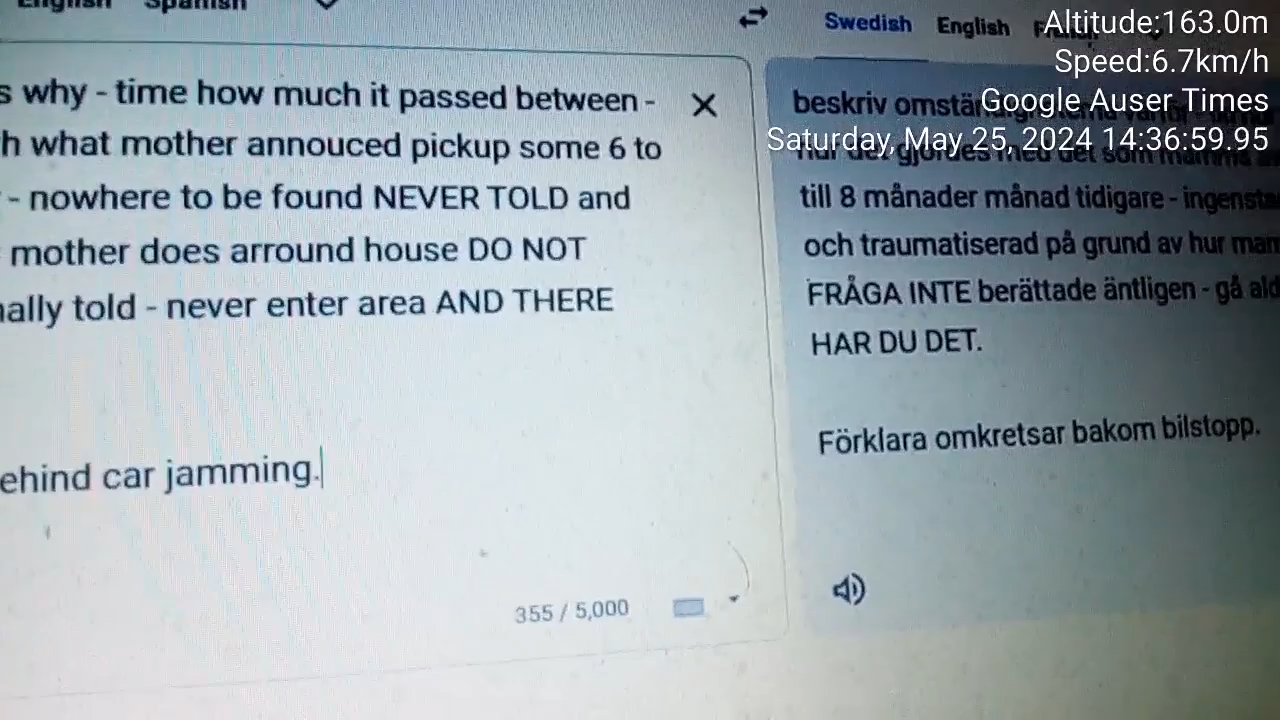 English Spanish
s why - time how much it passed between -
h what mother annouced pickup some 6 to
- nowhere to be found NEVER TOLD and
mother does arround house DO NOT
ally told - never enter area AND THERE
ehind car jamming.
355 / 5,000
Swedish English
beskriv
till 8 månader månad tidigare - ingensta
och traumatiserad på grund av hur
FRÅGA INTE berättade äntligen - gå ald
HAR DU DET.
Förklara omkretsar bakom bilstopp.
Altitude:163.0m
Speed:6.7km/h
Google Auser Times
Saturday, May 25, 2024 14:36:59.95